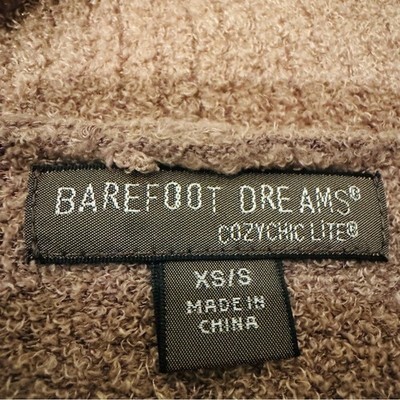 BAREFOOT DREAMS®
COZYCHIC LITE®
XS/S
MADE IN
CHINA